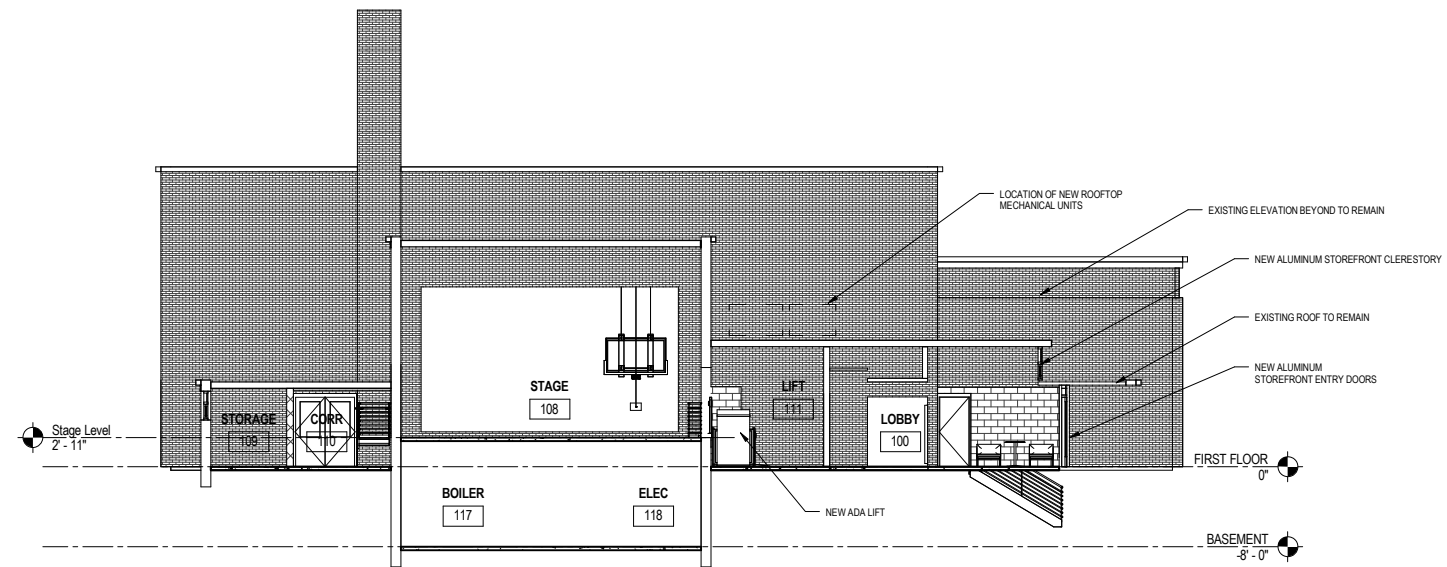 LOCATION OF NEW ROOFTOP
MECHANICAL UNITS
EXISTING ELEVATION BEYOND TO REMAIN
NEW ALUMINUM STOREFRONT CLERESTORY
EXISTING ROOF TO REMAIN
NEW ALUMINUM
STOREFRONT ENTRY DOORS
STAGE
108
LIFT
111
STORAGE
109
CORR
110
LOBBY
100
Stage Level
2' - 11"
FIRST FLOOR
0"
BOILER
117
ELEC
118
NEW ADA LIFT
BASEMENT
-8' - 0"